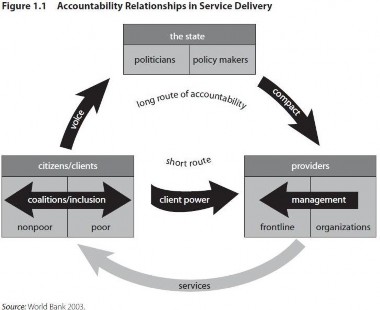 Figure 1.1 Accountability Relationships in Service Delivery
the state
politicians
policy makers
long route of accountability
voice
compact
short route
citizens/clients
coalitions/inclusion
nonpoor
poor
client power
providers
management
frontline
organizations
services
Source: World Bank 2003.